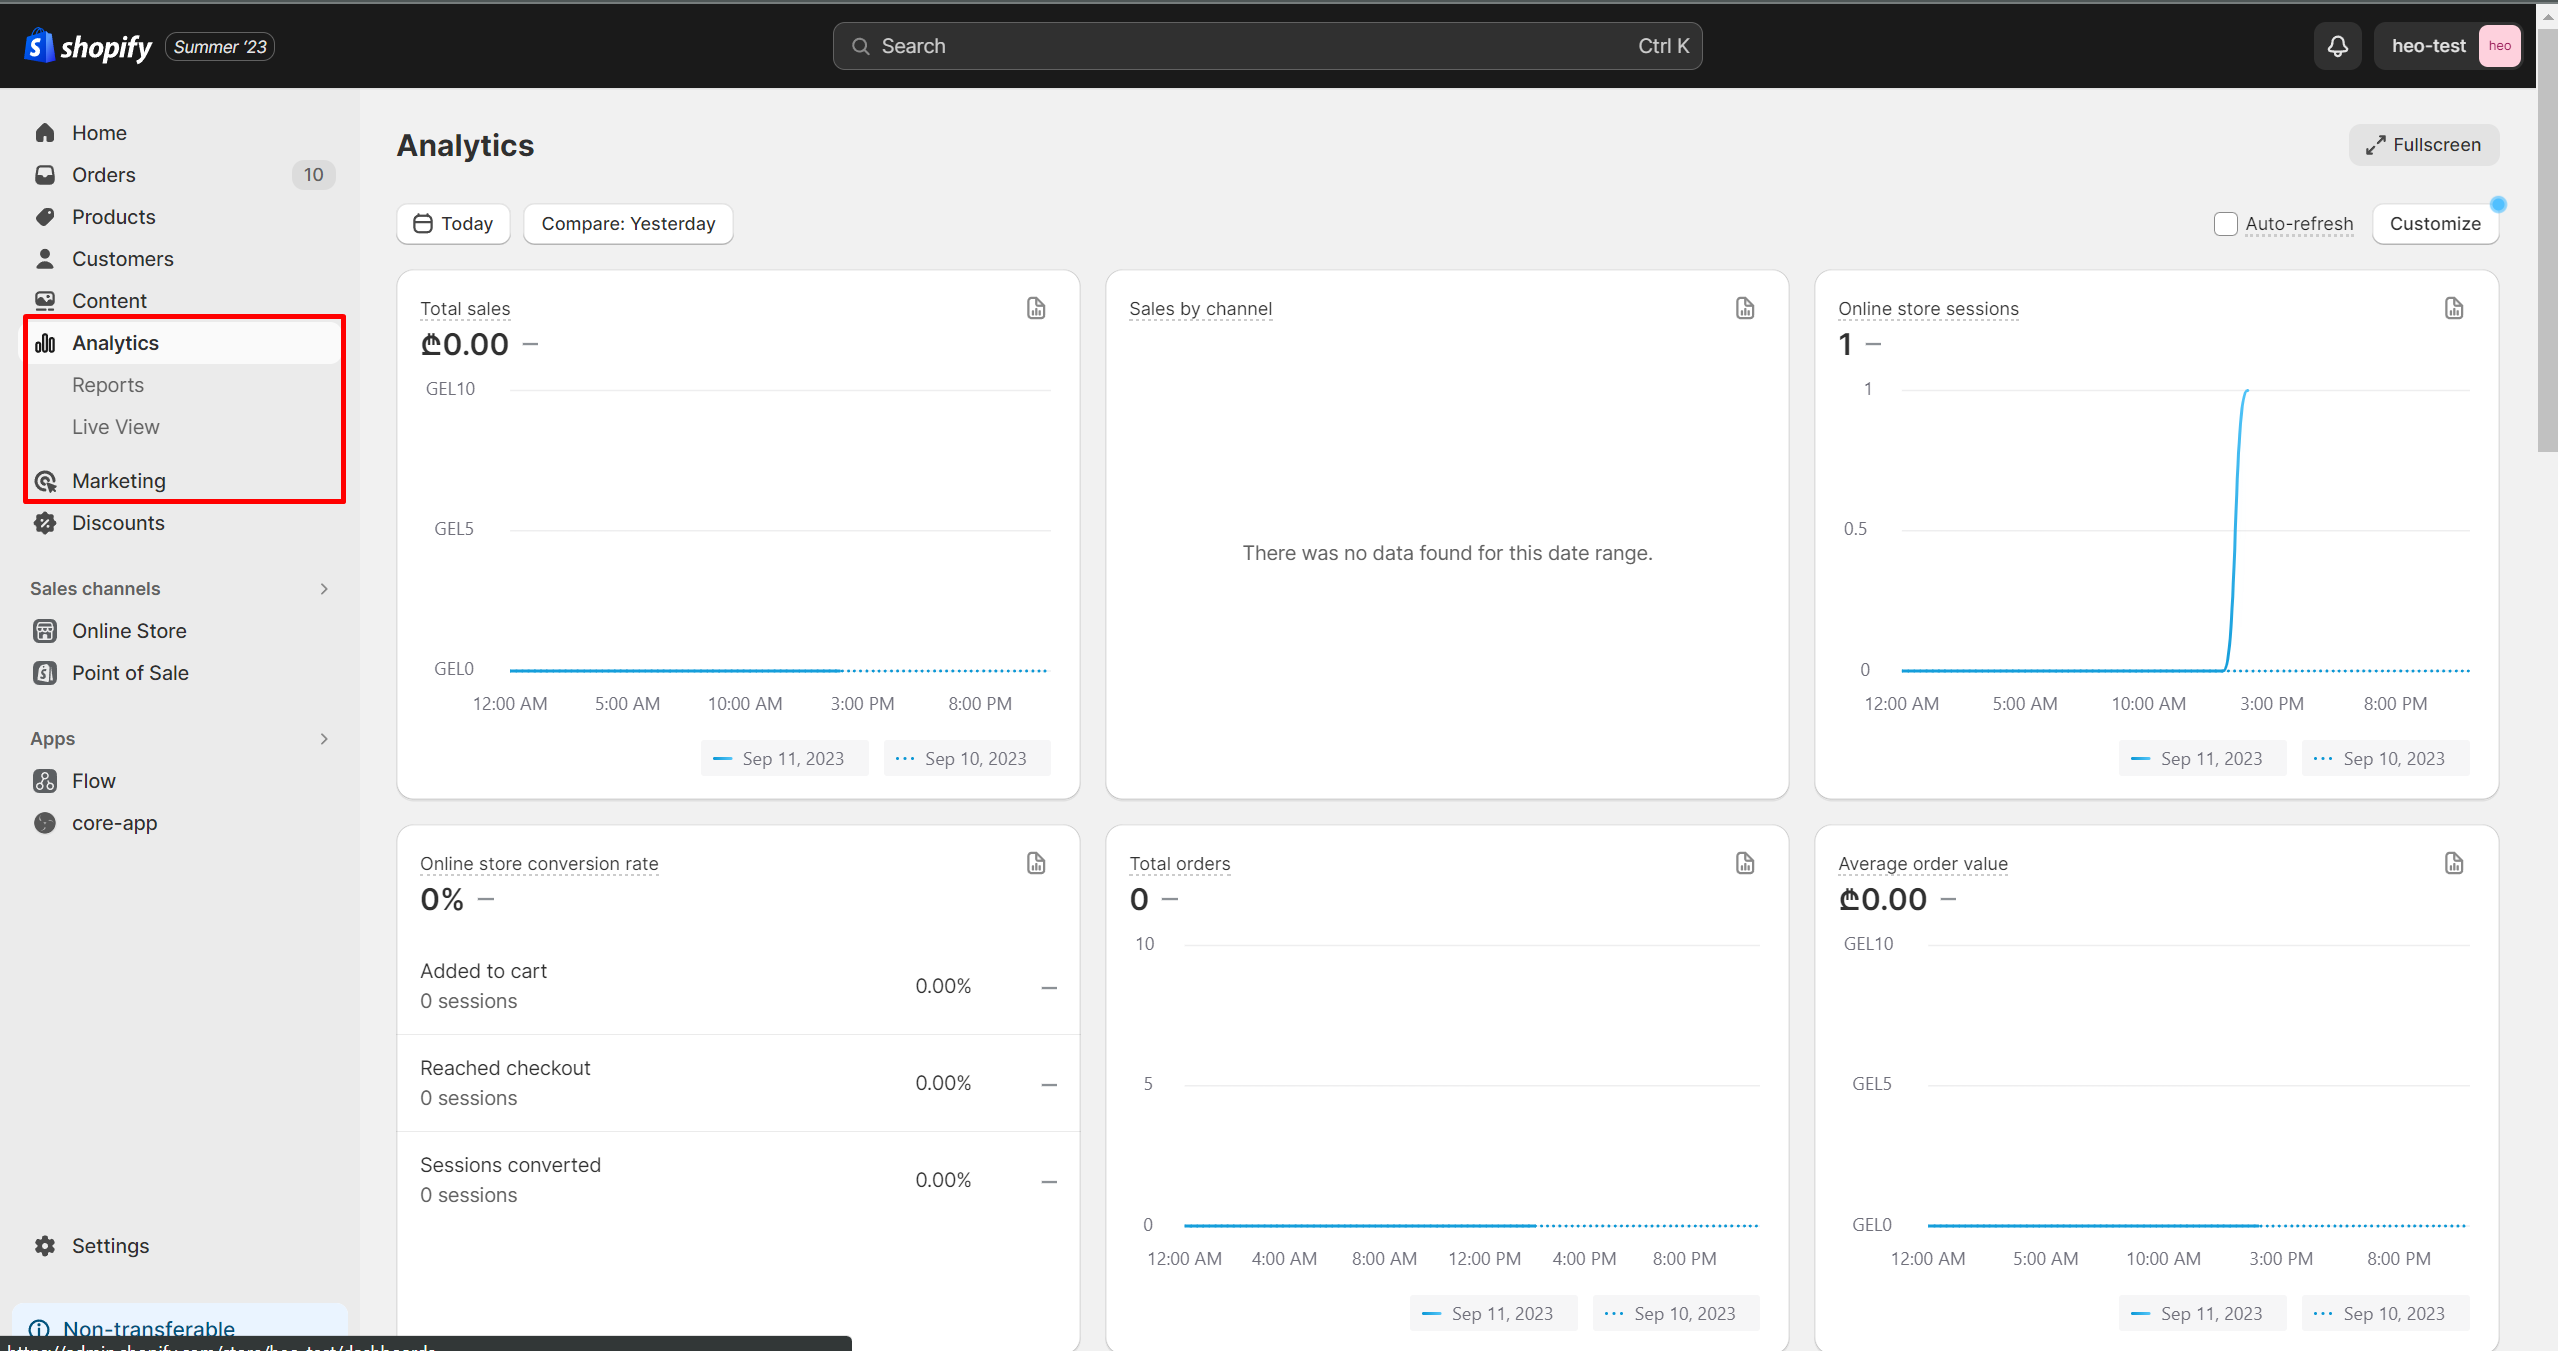 shopify Summer '23
Search Ctrl K
heo-test heo
Home
Orders 10
Products
Customers
Content
Analytics
Reports
Live View
Marketing
Discounts
Sales channels
Online Store
Point of Sale
Apps
Flow
core-app
Settings
Non-transferable
https://admin.shopify.com/store/heo-test/dashboards
Analytics
Fullscreen
Today Compare: Yesterday
Auto-refresh Customize
Total sales
₾0.00 –
GEL10
GEL5
GEL0
12:00 AM 5:00 AM 10:00 AM 3:00 PM 8:00 PM
Sep 11, 2023 Sep 10, 2023
Sales by channel
There was no data found for this date range.
Online store sessions
1 –
1
0.5
0
12:00 AM 5:00 AM 10:00 AM 3:00 PM 8:00 PM
Sep 11, 2023 Sep 10, 2023
Online store conversion rate
0% –
Added to cart
0 sessions
0.00% –
Reached checkout
0 sessions
0.00% –
Sessions converted
0 sessions
0.00% –
Total orders
0 –
10
5
0
12:00 AM 4:00 AM 8:00 AM 12:00 PM 4:00 PM 8:00 PM
Sep 11, 2023 Sep 10, 2023
Average order value
₾0.00 –
GEL10
GEL5
GEL0
12:00 AM 5:00 AM 10:00 AM 3:00 PM 8:00 PM
Sep 11, 2023 Sep 10, 2023